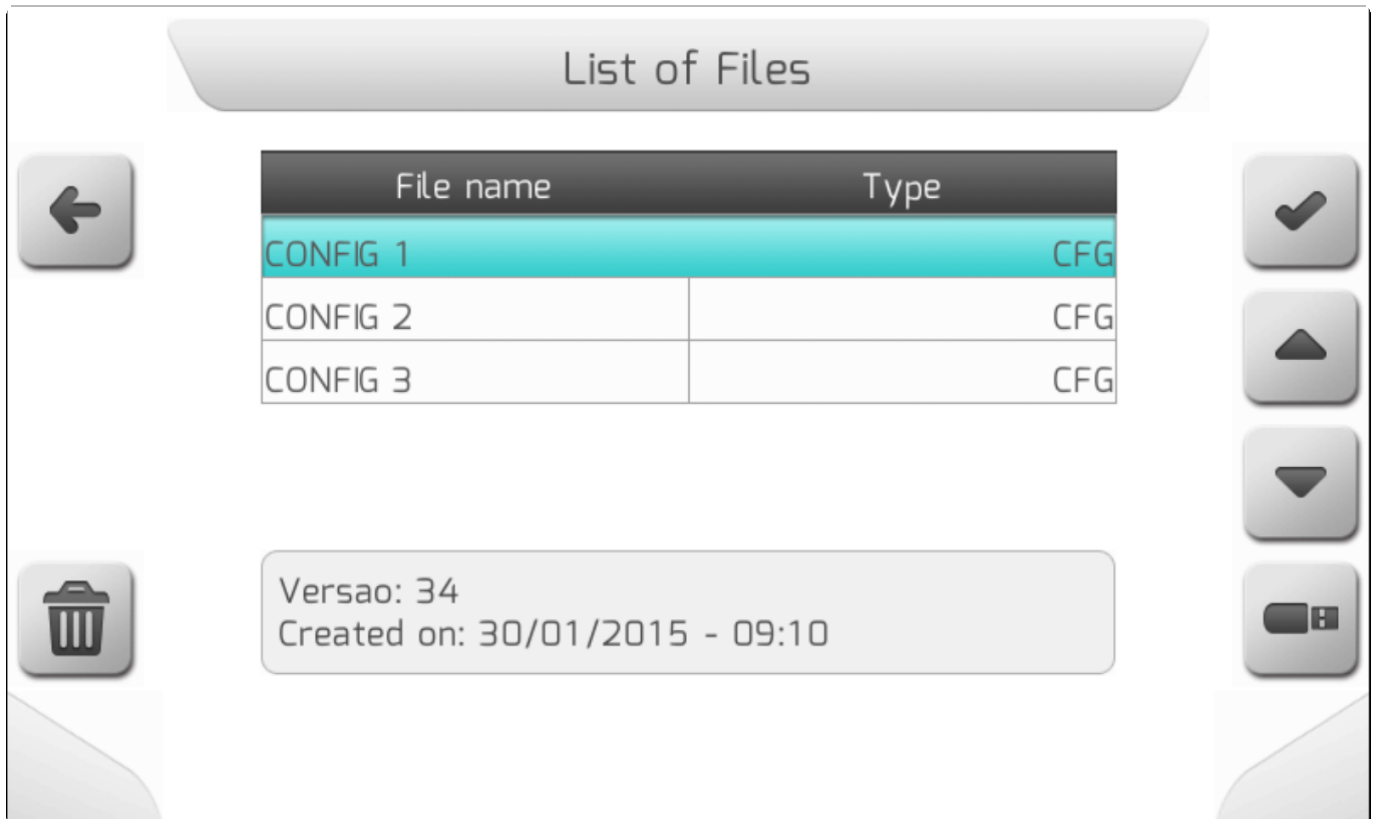 List of Files
File name Type
CONFIG 1 CFG
CONFIG 2 CFG
CONFIG 3 CFG
Versao: 34
Created on: 30/01/2015 - 09:10